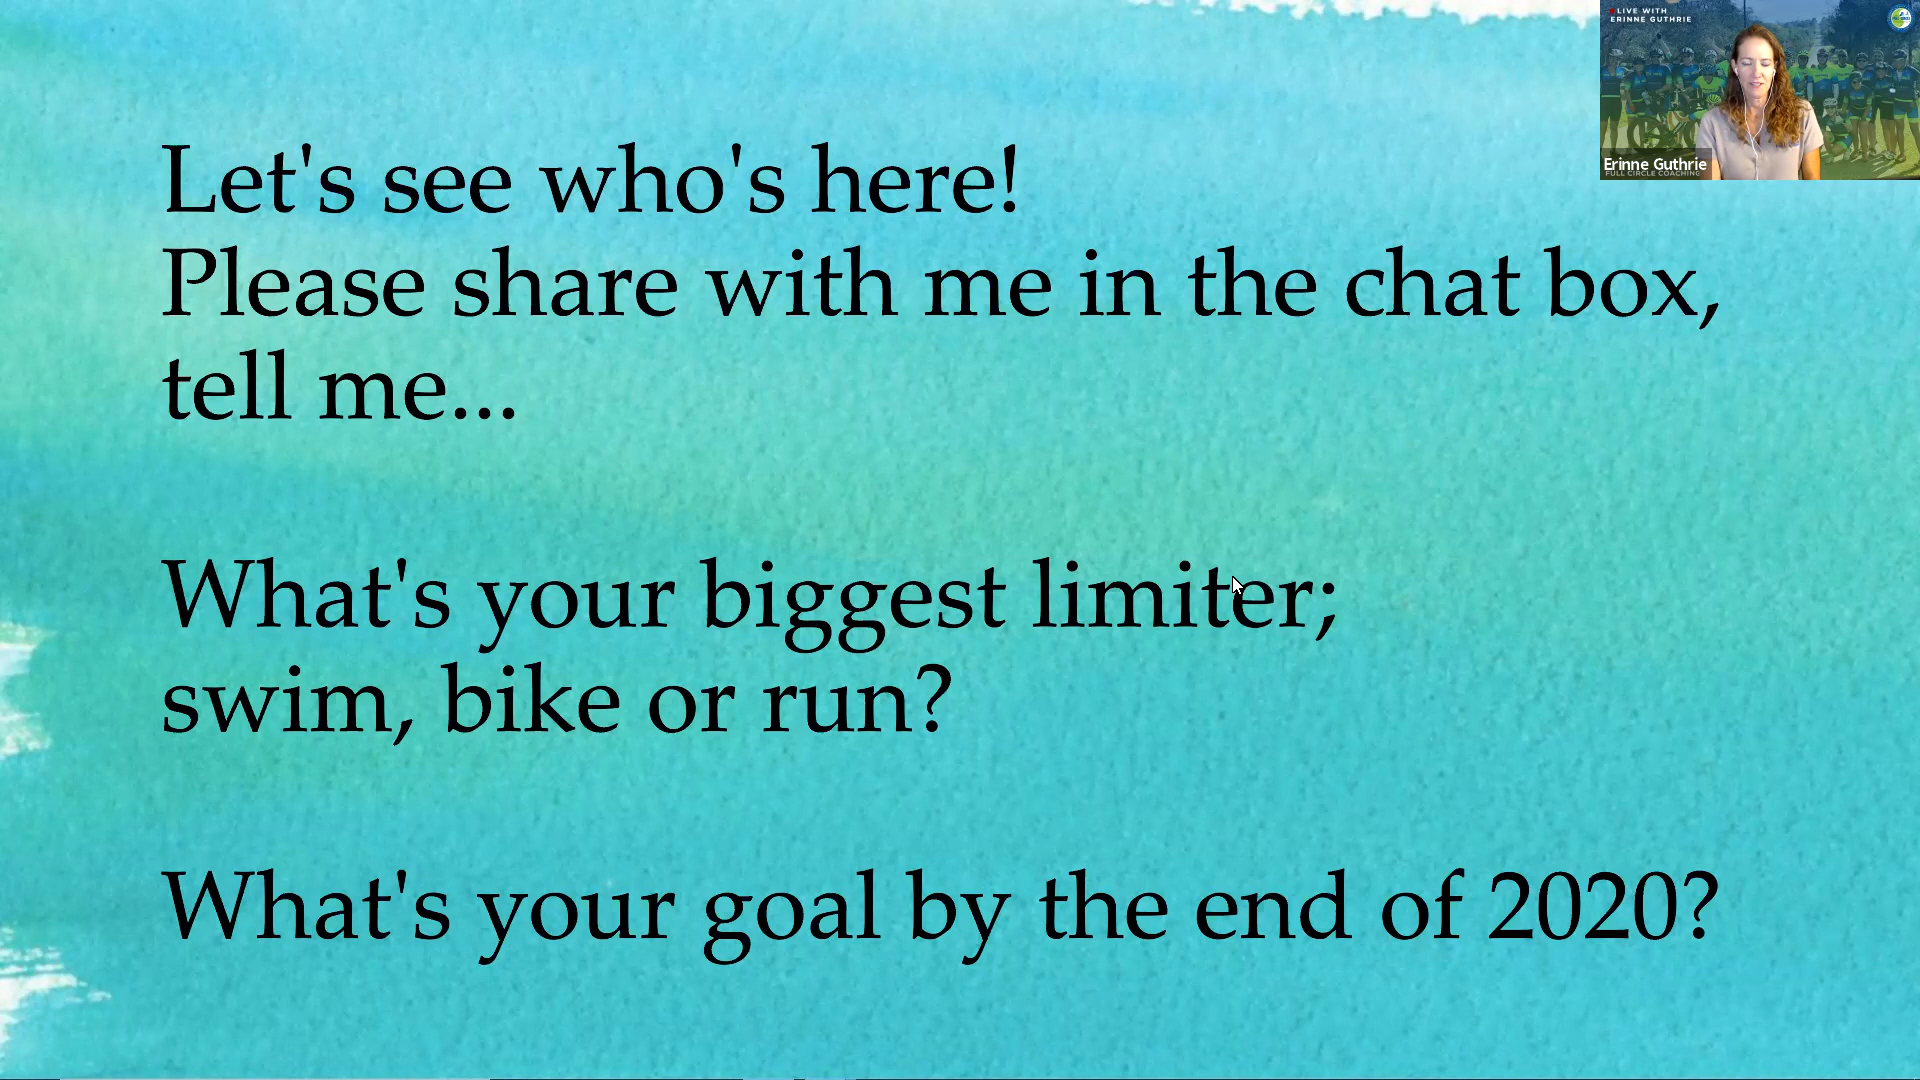 LIVE WITH
ERINNE GUTHRIE
Let's see who's here!
Please share with me in the chat box,
tell me...
What's your biggest limiter;
swim, bike or run?
What's your goal by the end of 2020?
Erinne Guthrie
FULL CIRCLE COACHING